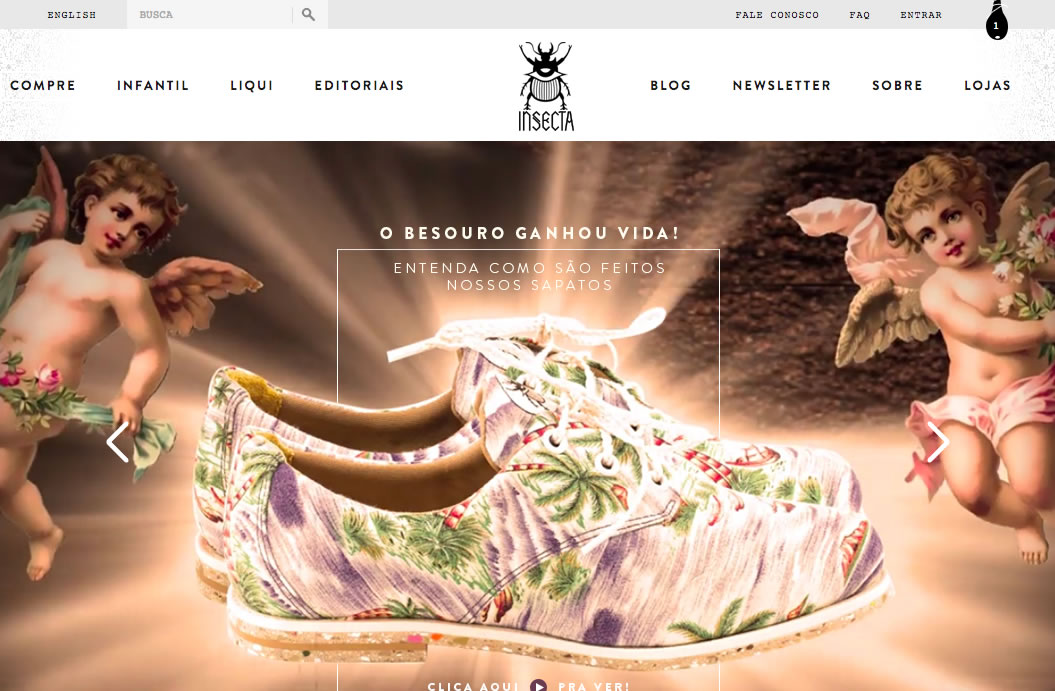 ENGLISH
BUSCA
FALE CONOSCO
FAQ
ENTRAR
1
COMPRE
INFANTIL
LIQUI
EDITORIAIS
INSECTA
BLOG
NEWSLETTER
SOBRE
LOJAS
O BESOURO GANHOU VIDA!
ENTENDA COMO SÃO FEITOS
NOSSOS SAPATOS
CLICA AQUI PRA VER!